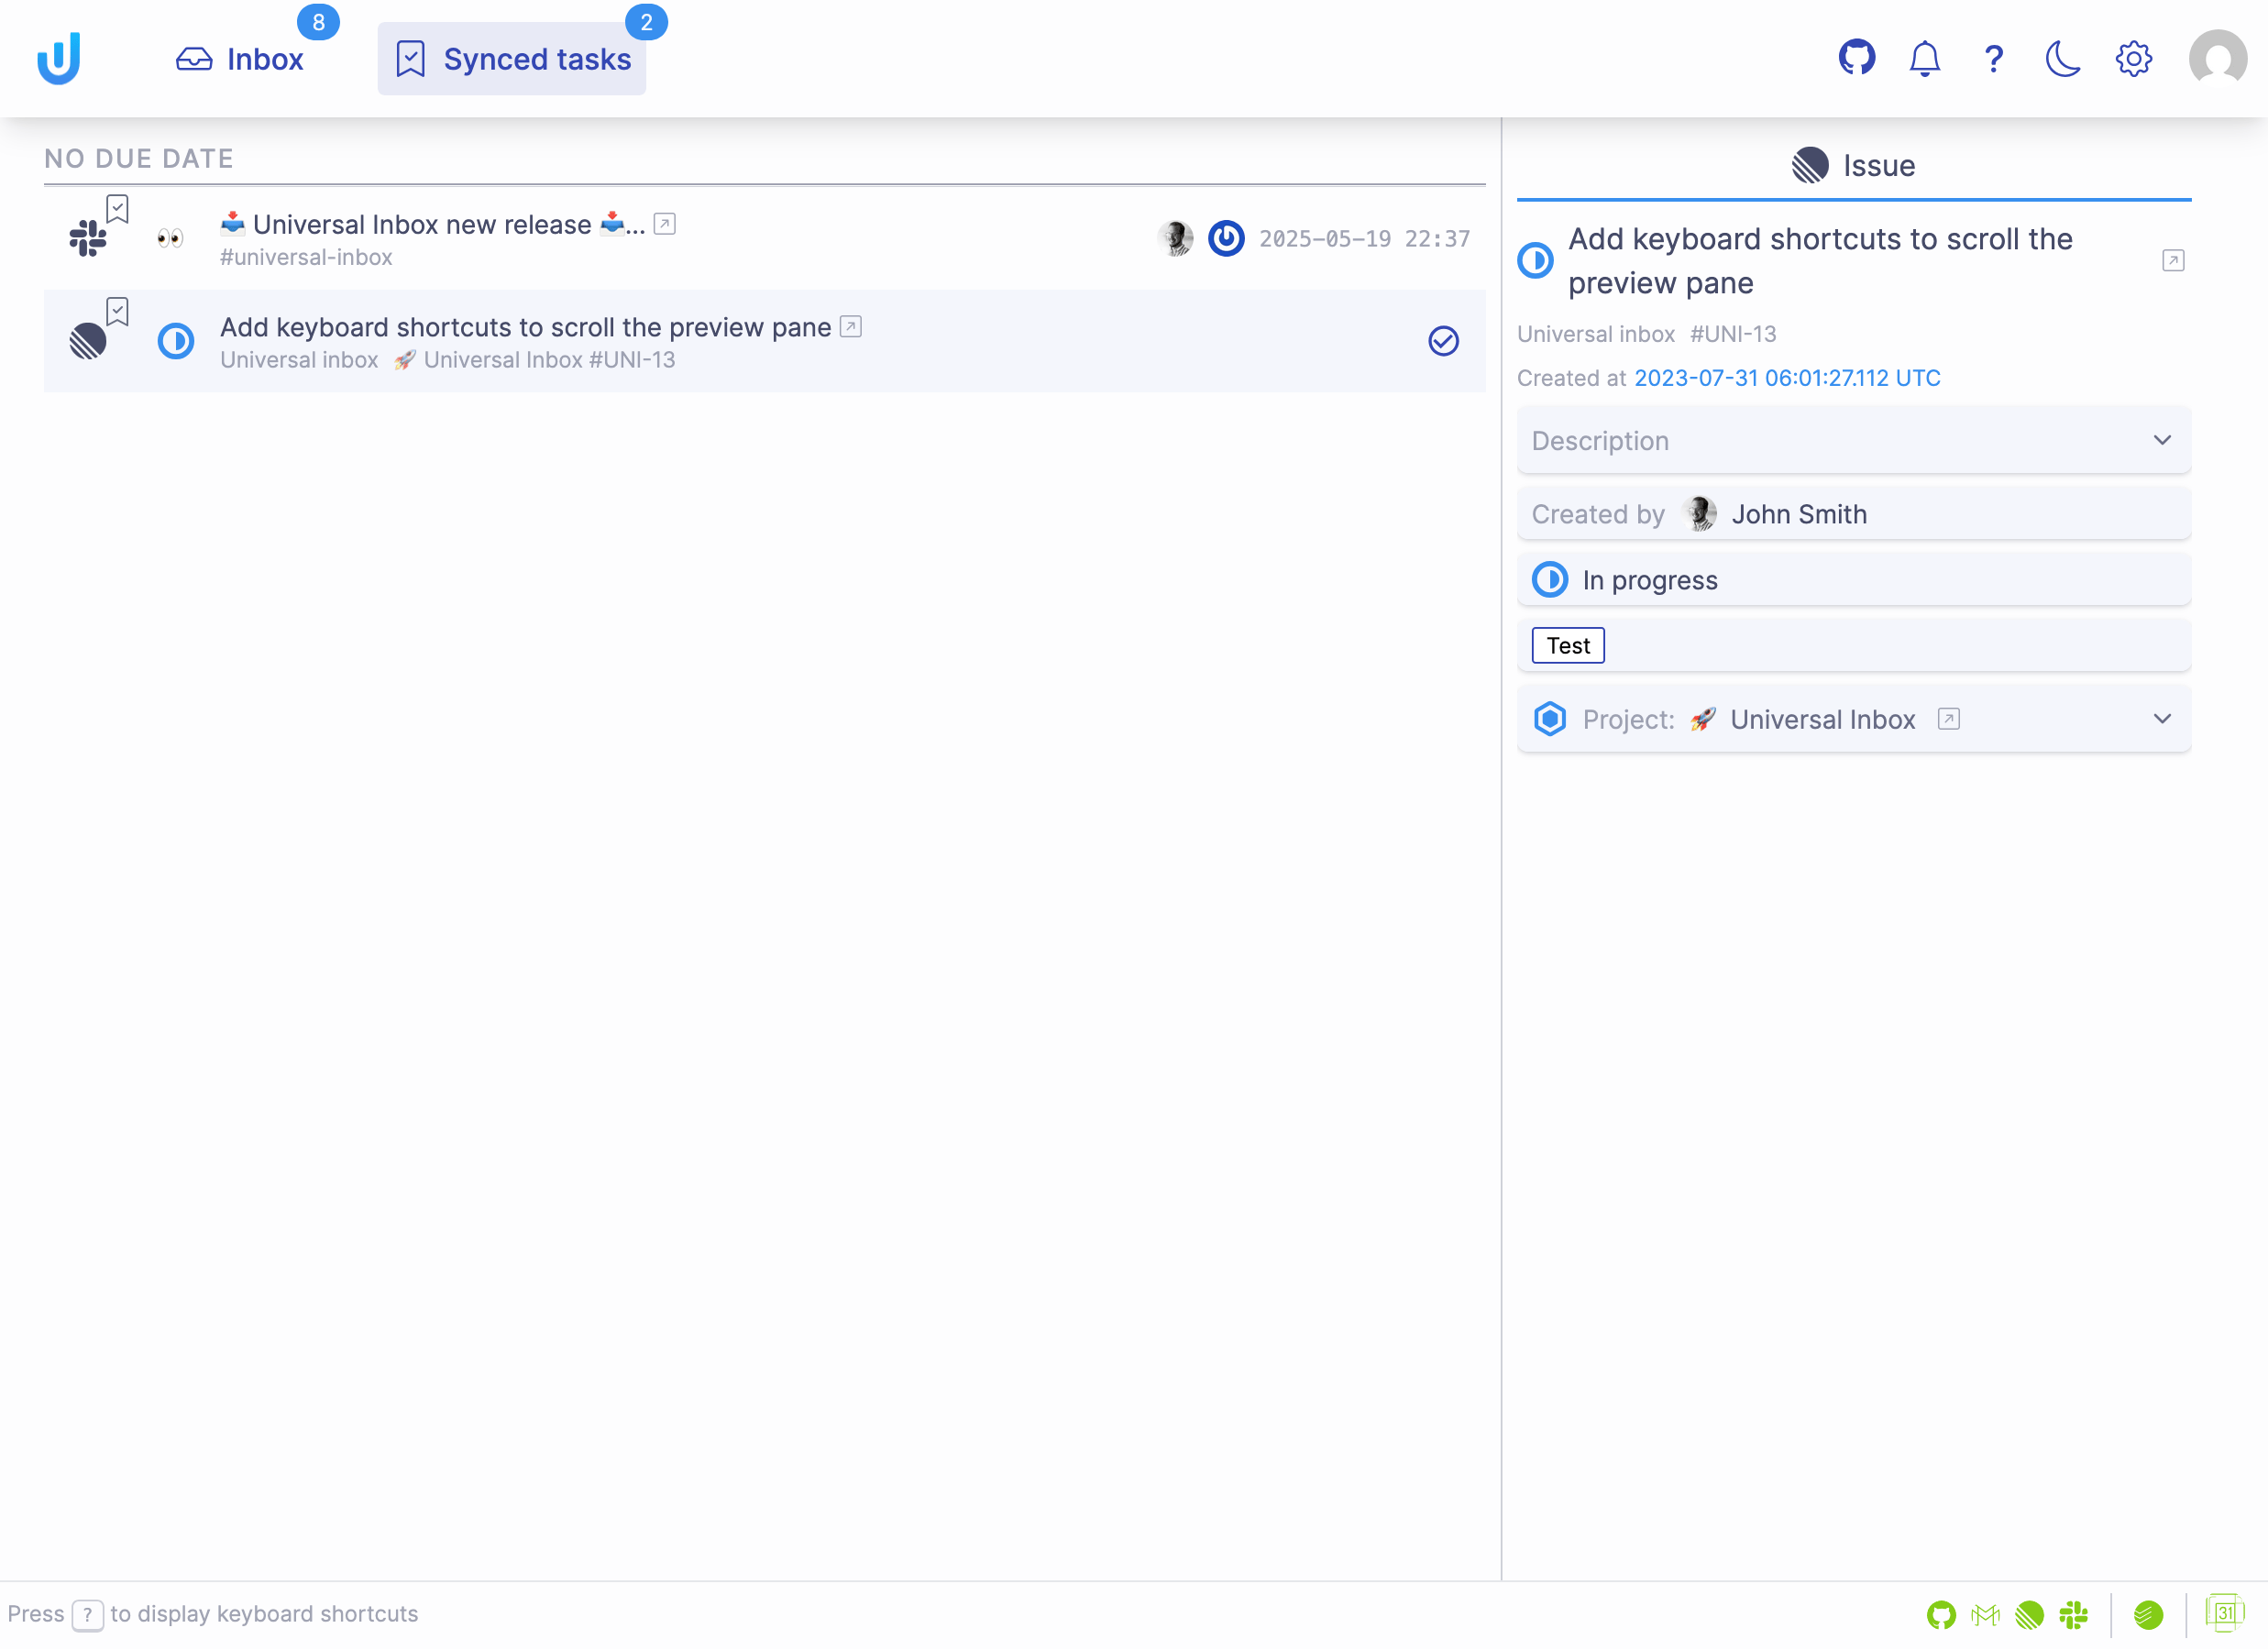 Inbox
8
Synced tasks
2
?
NO DUE DATE
📥 Universal Inbox new release 📥...
#universal-inbox
2025-05-19 22:37
Add keyboard shortcuts to scroll the preview pane
Universal inbox 🚀 Universal Inbox #UNI-13
Issue
Add keyboard shortcuts to scroll the
preview pane
Universal inbox #UNI-13
Created at 2023-07-31 06:01:27.112 UTC
Description
Created by John Smith
In progress
Test
Project: 🚀 Universal Inbox
Press ? to display keyboard shortcuts
31